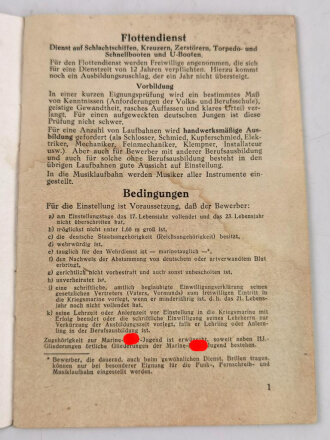 Flottendienst
Dienst auf Schlachtschiffen, Kreuzern, Zerstörern, Torpedo- und
Schnellbooten und U-Booten.
Für den Flottendienst werden Freiwillige angenommen, die sich
für eine Dienstzeit von 12 Jahren verpflichten. Hierzu kommt
noch ein Ausbildungszuschlag, der ein Jahr nicht übersteigt.
Vorbildung
In einer kurzen Eignungsprüfung wird ein bestimmtes Maß
von Kenntnissen (Anforderungen der Volks- und Berufsschule),
geistige Gewandtheit, rasches Auffassen und klares Urteil ver-
langt. Für einen aufgeweckten deutschen Jungen ist diese
Prüfung nicht schwer.
Für eine Anzahl von Laufbahnen wird handwerksmäßige Aus-
bildung gefordert (als Schlosser, Schmied, Kupferschmied, Elek-
triker, Mechaniker, Feinmechaniker, Klempner, Installateur
usw.). Aber auch für Bewerber mit anderer Berufsausbildung
und auch für solche ohne Berufsausbildung besteht in den
übrigen Laufbahnen gute Aussicht auf Einstellung.
In die Musiklaufbahn werden Musiker aller Instrumente ein-
gestellt.
Bedingungen
Für die Einstellung ist Voraussetzung, daß der Bewerber:
a) am Einstellungstage das 17. Lebensjahr vollendet und das 23. Lebensjahr
nicht überschritten hat,
b) möglichst nicht unter 1,60 m groß ist,
c) die deutsche Staatsangehörigkeit (Reichsangehörigkeit) besitzt,
d) wehrwürdig ist,
e) tauglich für den Wehrdienst ist — marinetauglich —*,
f) den Nachweis der Abstammung von deutschem oder artverwandtem Blut
erbringt,
g) gerichtlich nicht vorbestraft und auch sonst unbescholten ist,
h) unverheiratet ist,
i) eine schriftliche, amtlich beglaubigte Einwilligungserklärung seines
gesetzlichen Vertreters (Vaters, Vormunds) zum freiwilligen Eintritt in
die Kriegsmarine vorlegt, wenn er minderjährig ist, d. h. das 21. Lebens-
jahr noch nicht vollendet hat.
k) seine Lehrzeit oder Anlernzeit vor Einstellung in die Kriegsmarine mit
Erfolg beendet oder die schriftliche Einwilligung seines Lehrherrn zur
Verkürzung der Ausbildungszeit vorlegt, falls er Lehrling oder Anlern-
ling in der Berufsausbildung ist.
Zugehörigkeit zur Marine- -Jugend ist erwünscht, soweit neben HJ-
Gliederungen örtliche Gliederungen der Marine- -Jugend bestehen.
* Bewerber, die dauernd, auch beim gewöhnlichen Dienst, Brillen tragen,
können nur bei besonderer Eignung für die Funk-, Fernschreib- und
Musiklaufbahn eingestellt werden.
1